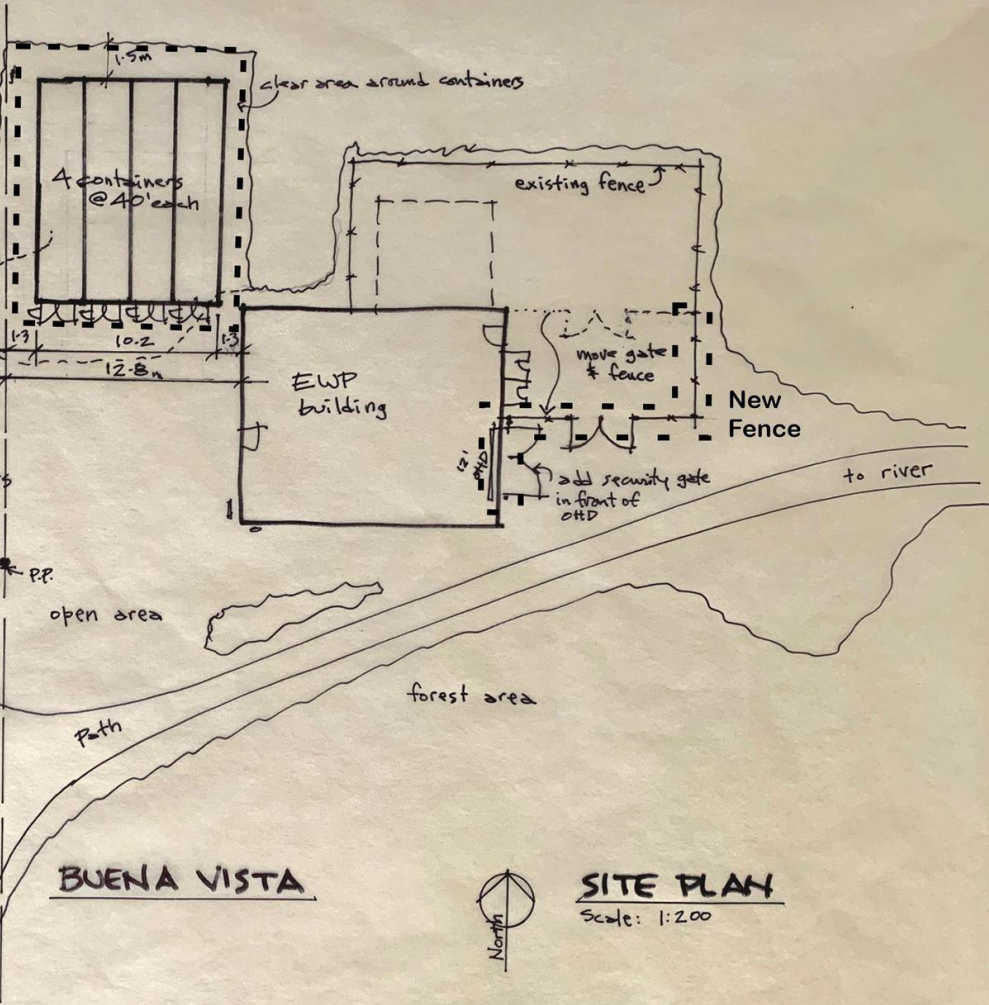 1.5m
clear area around containers
4 containers
@ 40' each
existing fence
1.3
10.2
1.3
12.8m
EWP
building
move gate
& fence
New
Fence
12'
OHD
add security gate
in front of
OHD
to river
P.P.
open area
forest area
Path
BUENA VISTA
North
SITE PLAN
Scale: 1:200